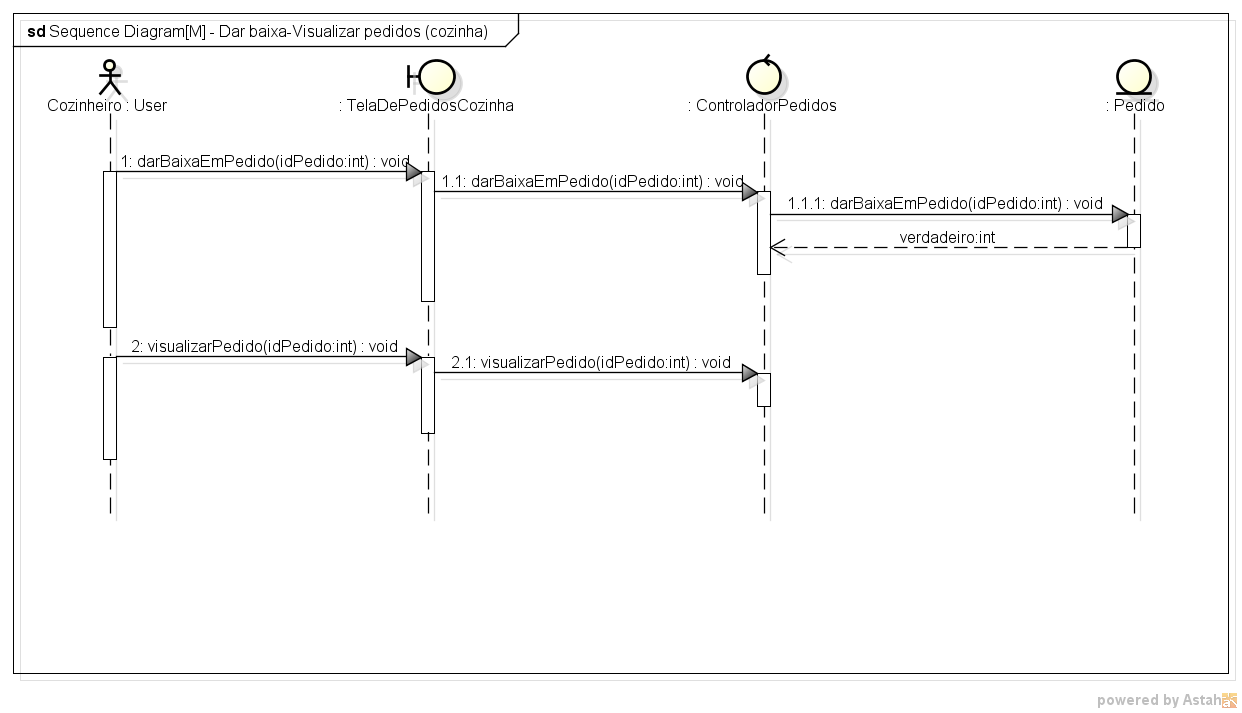 sd Sequence Diagram[M] - Dar baixa-Visualizar pedidos (cozinha)
Cozinheiro : User
: TelaDePedidosCozinha
: ControladorPedidos
: Pedido
1: darBaixaEmPedido(idPedido:int) : void
1.1: darBaixaEmPedido(idPedido:int) : void
1.1.1: darBaixaEmPedido(idPedido:int) : void
verdadeiro:int
2: visualizarPedido(idPedido:int) : void
2.1: visualizarPedido(idPedido:int) : void
powered by Astah